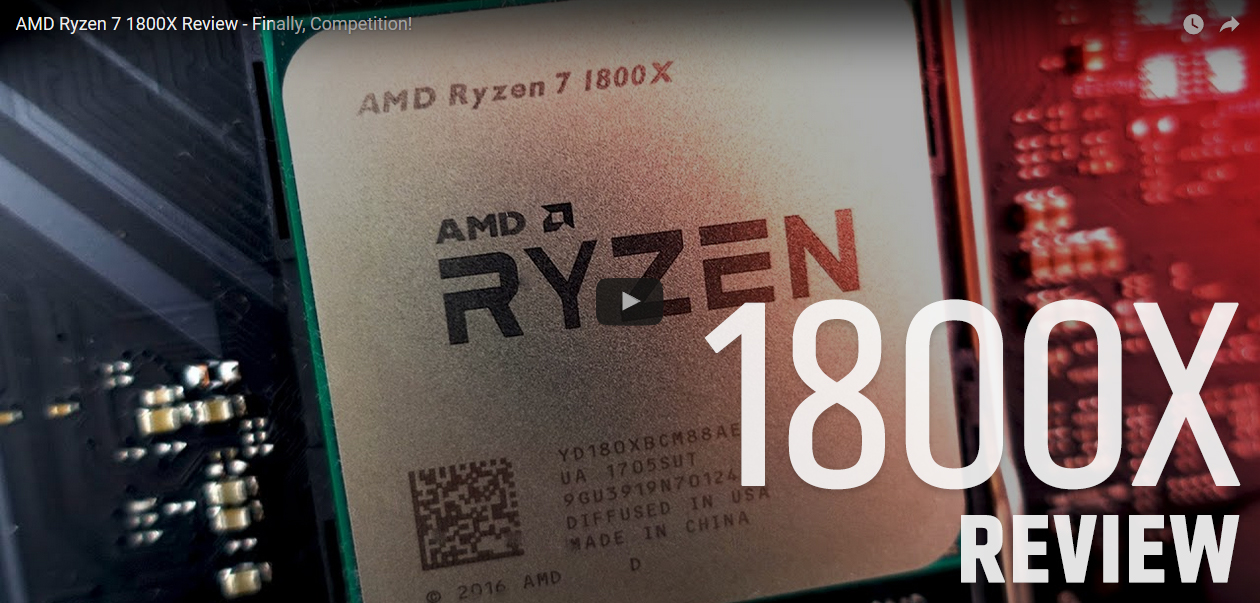 AMD Ryzen 7 1800X Review - Finally, Competition!
AMD Ryzen 7 1800X
AMD
RYZEN
1800X
YD180XBCM88AE
UA 1705SUT
9GU3919N70124
DIFFUSED IN USA
MADE IN CHINA
© 2016 AMD D
REVIEW